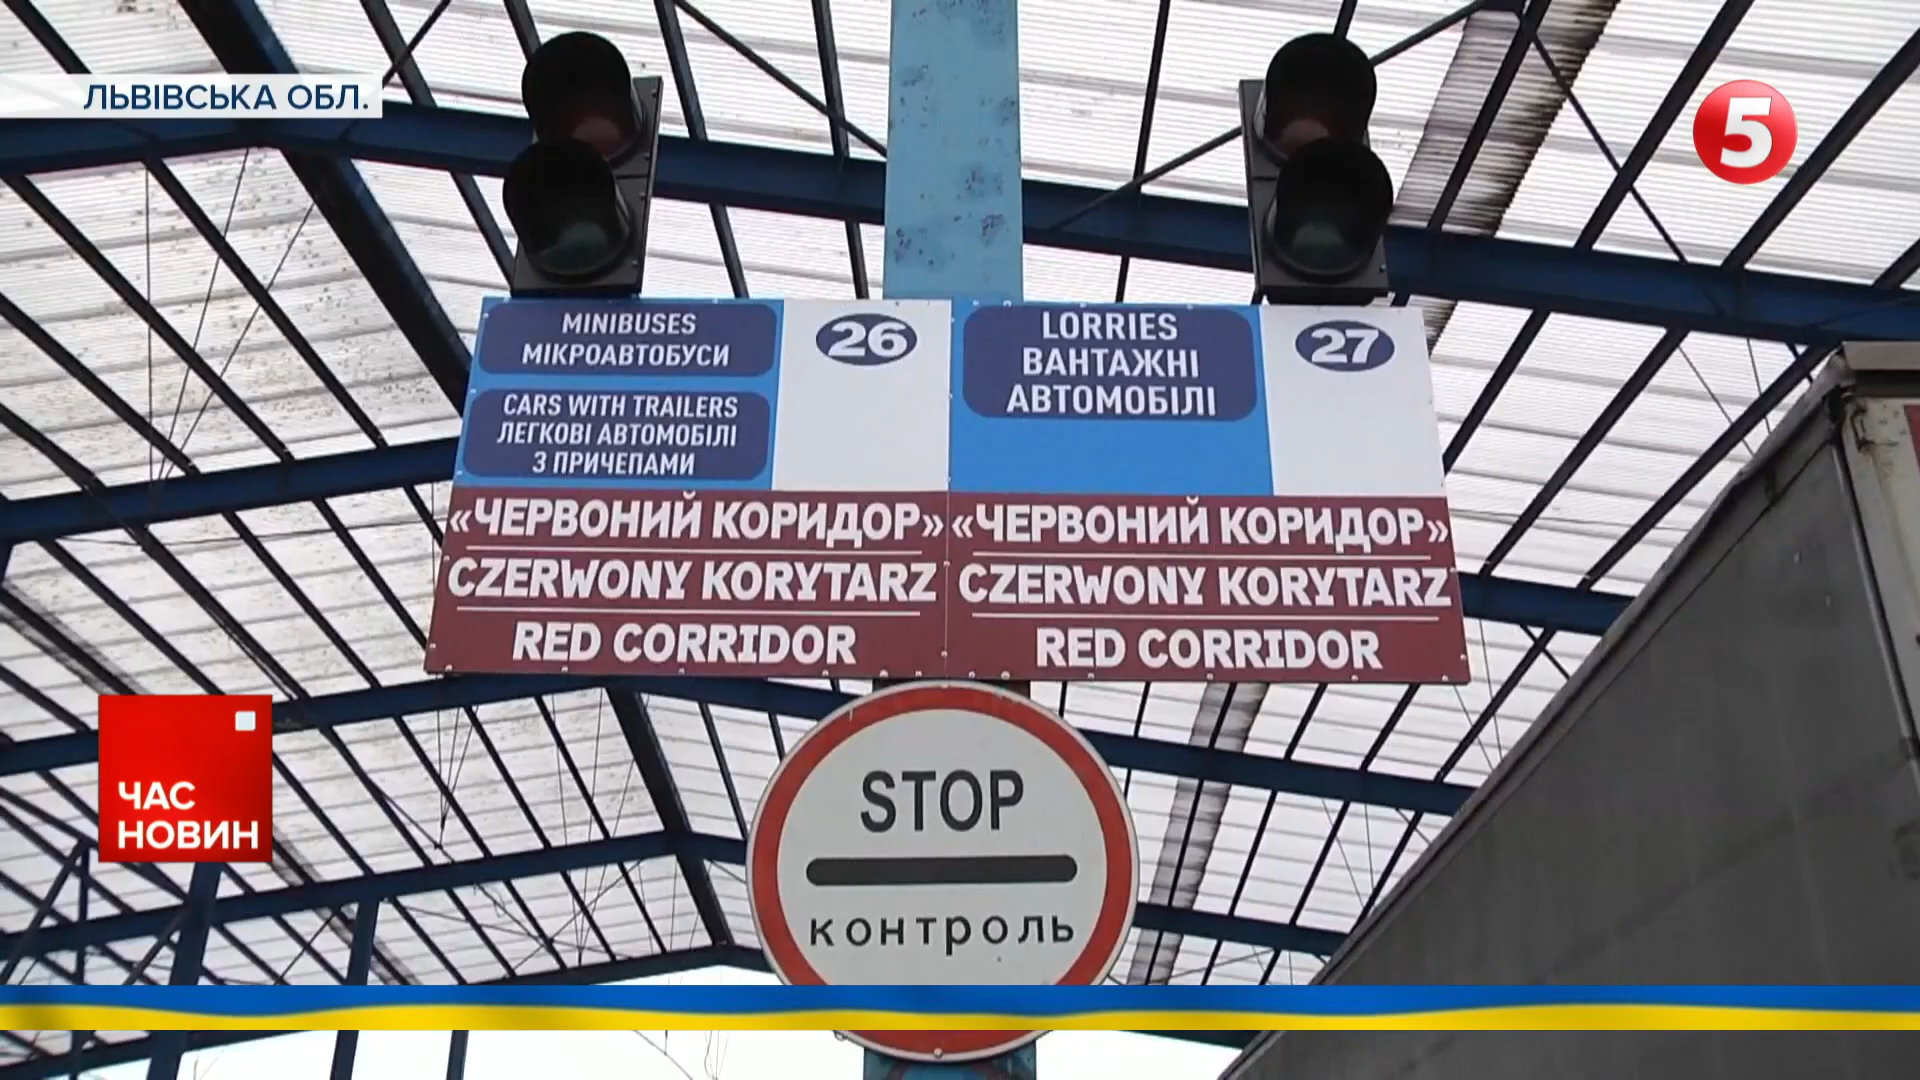 ЛЬВІВСЬКА ОБЛ.
5
MINIBUSES
МІКРОАВТОБУСИ
26
CARS WITH TRAILERS
ЛЕГКОВІ АВТОМОБІЛІ
З ПРИЧЕПАМИ
LORRIES
ВАНТАЖНІ
АВТОМОБІЛІ
27
«ЧЕРВОНИЙ КОРИДОР»
CZERWONY KORYTARZ
RED CORRIDOR
«ЧЕРВОНИЙ КОРИДОР»
CZERWONY KORYTARZ
RED CORRIDOR
STOP
контроль
ЧАС
НОВИН